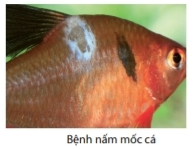 Bệnh nấm mốc cá